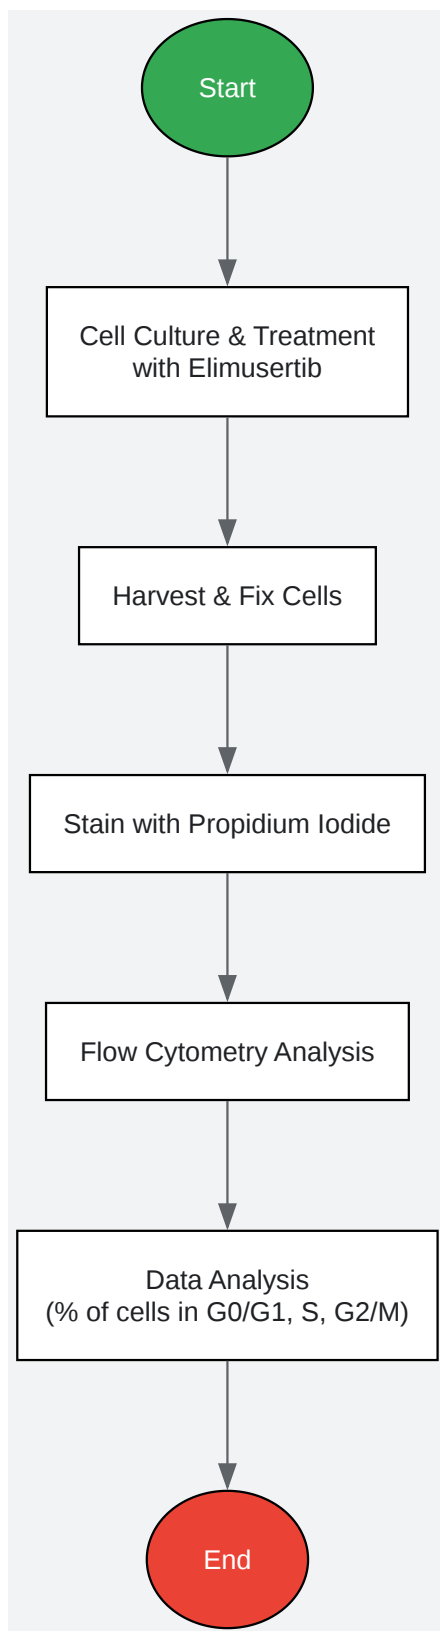 Start
Cell Culture & Treatment
with Elimusertib
Harvest & Fix Cells
Stain with Propidium Iodide
Flow Cytometry Analysis
Data Analysis
(% of cells in G0/G1, S, G2/M)
End